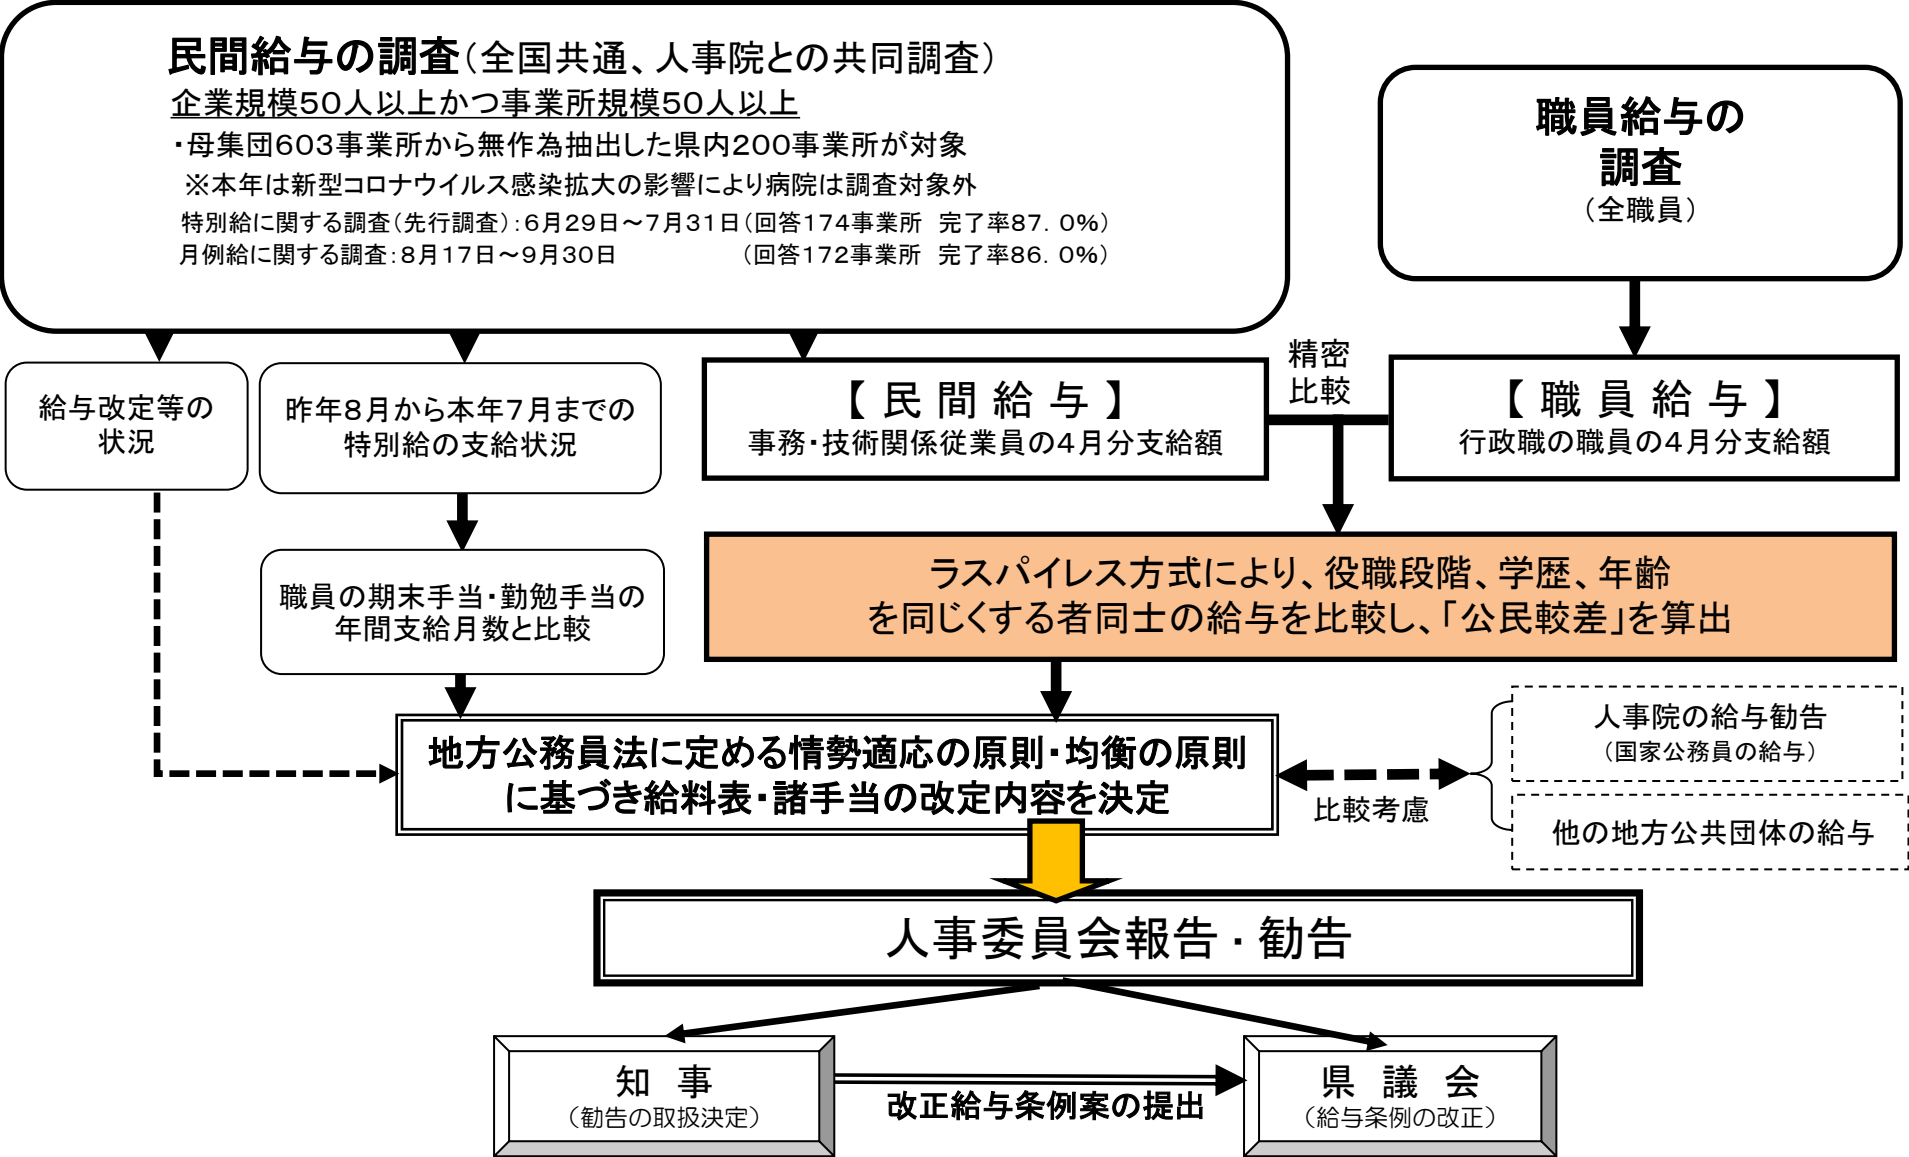 民間給与の調査（全国共通、人事院との共同調査）
企業規模５０人以上かつ事業所規模５０人以上
・母集団６０３事業所から無作為抽出した県内２００事業所が対象
※本年は新型コロナウイルス感染拡大の影響により病院は調査対象外
特別給に関する調査（先行調査）：６月２９日～７月３１日（回答１７４事業所　完了率８７．０％）
月例給に関する調査：８月１７日～９月３０日　（回答１７２事業所　完了率８６．０％）
職員給与の
調査
（全職員）
給与改定等の
状況
昨年８月から本年７月までの
特別給の支給状況
【 民 間 給 与 】
事務・技術関係従業員の４月分支給額
精密
比較
【 職 員 給 与 】
行政職の職員の４月分支給額
職員の期末手当・勤勉手当の
年間支給月数と比較
ラスパイレス方式により、役職段階、学歴、年齢
を同じくする者同士の給与を比較し、「公民較差」を算出
地方公務員法に定める情勢適応の原則・均衡の原則
に基づき給料表・諸手当の改定内容を決定
比較考慮
人事院の給与勧告
（国家公務員の給与）
他の地方公共団体の給与
人事委員会報告・勧告
知　事
（勧告の取扱決定）
改正給与条例案の提出
県　議　会
（給与条例の改正）